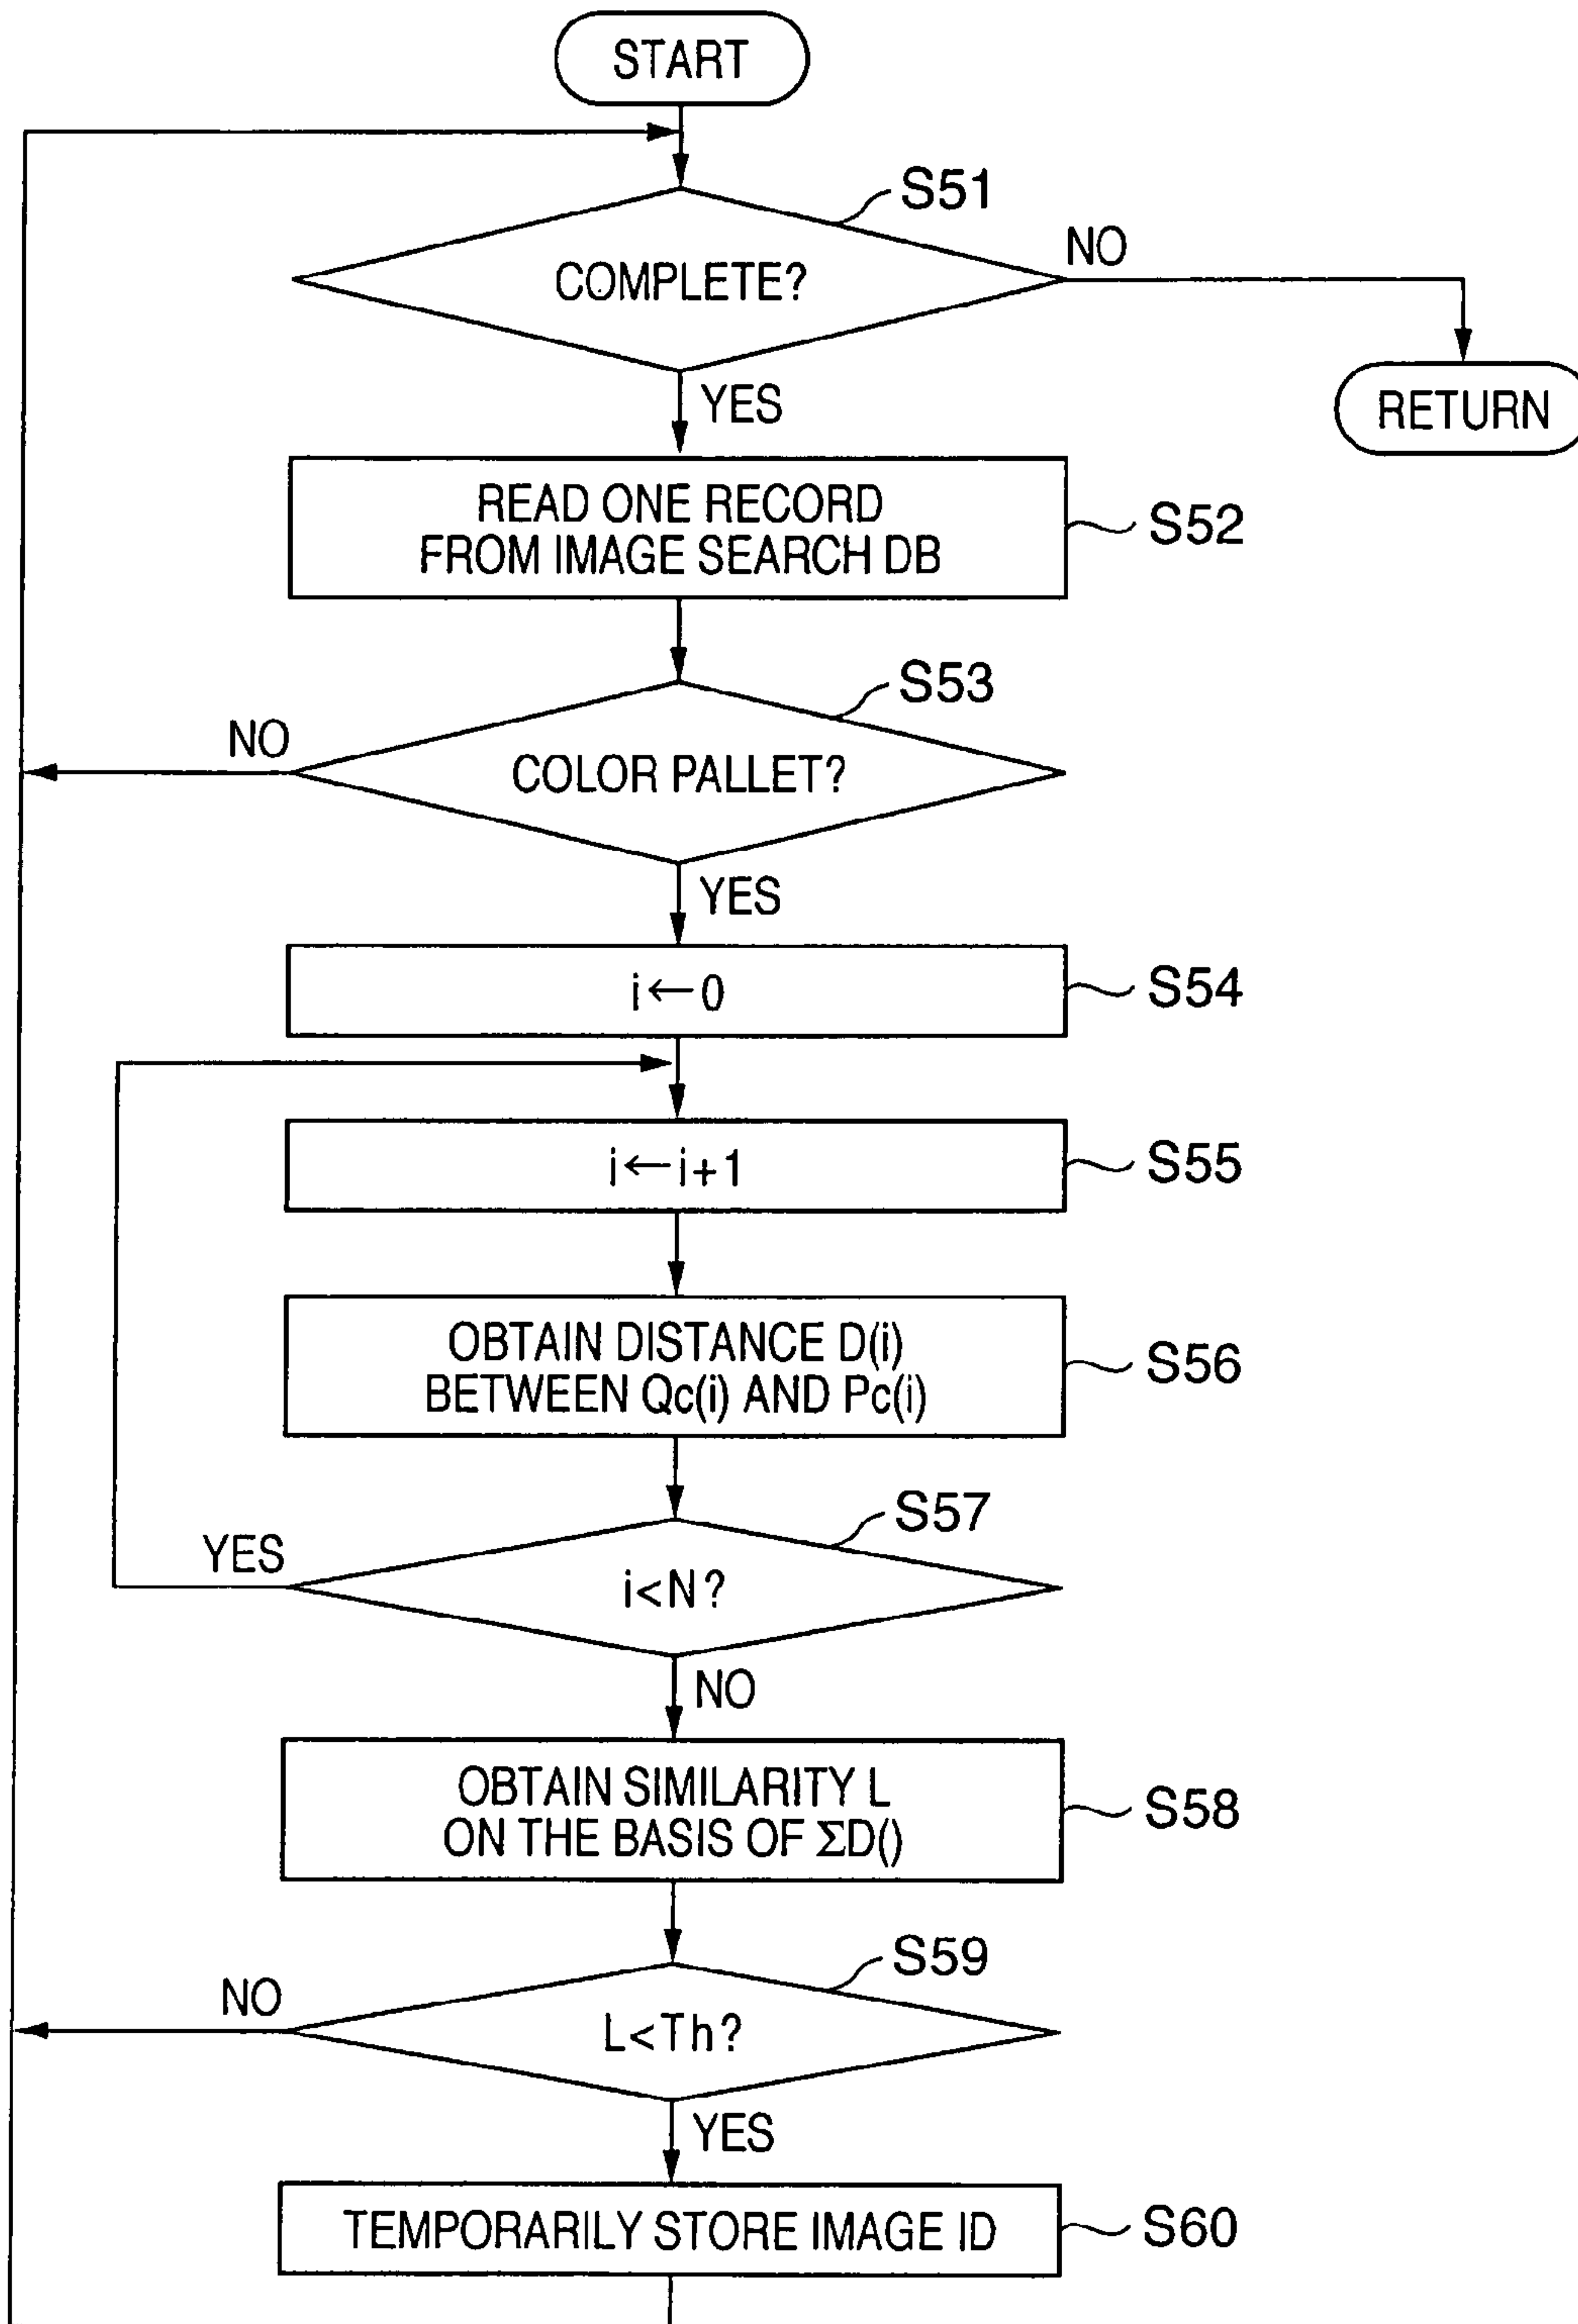 START
S51
COMPLETE?
NO
YES
RETURN
READ ONE RECORD
FROM IMAGE SEARCH DB
S52
S53
NO
COLOR PALLET?
YES
i←0
S54
i←i+1
S55
OBTAIN DISTANCE D(i)
BETWEEN Qc(i) AND Pc(i)
S56
S57
YES
i<N?
NO
OBTAIN SIMILARITY L
ON THE BASIS OF ΣD()
S58
S59
NO
L<Th?
YES
TEMPORARILY STORE IMAGE ID
S60